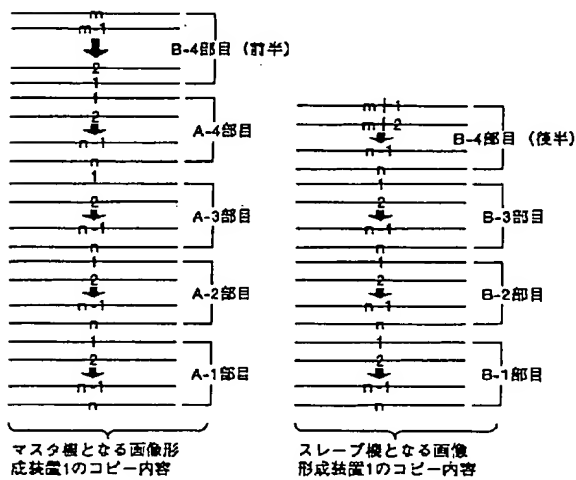 m
m-1
2
1
B-4部目（前半）
1
2
n-1
n
A-4部目
1
2
n-1
n
A-3部目
1
2
n-1
n
A-2部目
1
2
n-1
n
A-1部目
マスタ機となる画像形
成装置1のコピー内容
m+1
m+2
n-1
n
B-4部目（後半）
1
2
n-1
n
B-3部目
1
2
n-1
n
B-2部目
1
2
n-1
n
B-1部目
スレーブ機となる画像
形成装置1のコピー内容